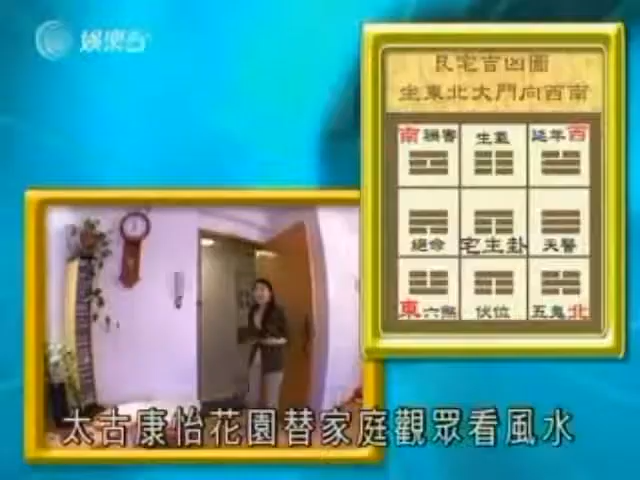 娛樂台
艮宅吉凶圖
坐東北大門向西南
南 禍害 生氣 延年 西
絕命 宅主卦 天醫
東 六煞 伏位 五鬼 北
太古康怡花園替家庭觀眾看風水